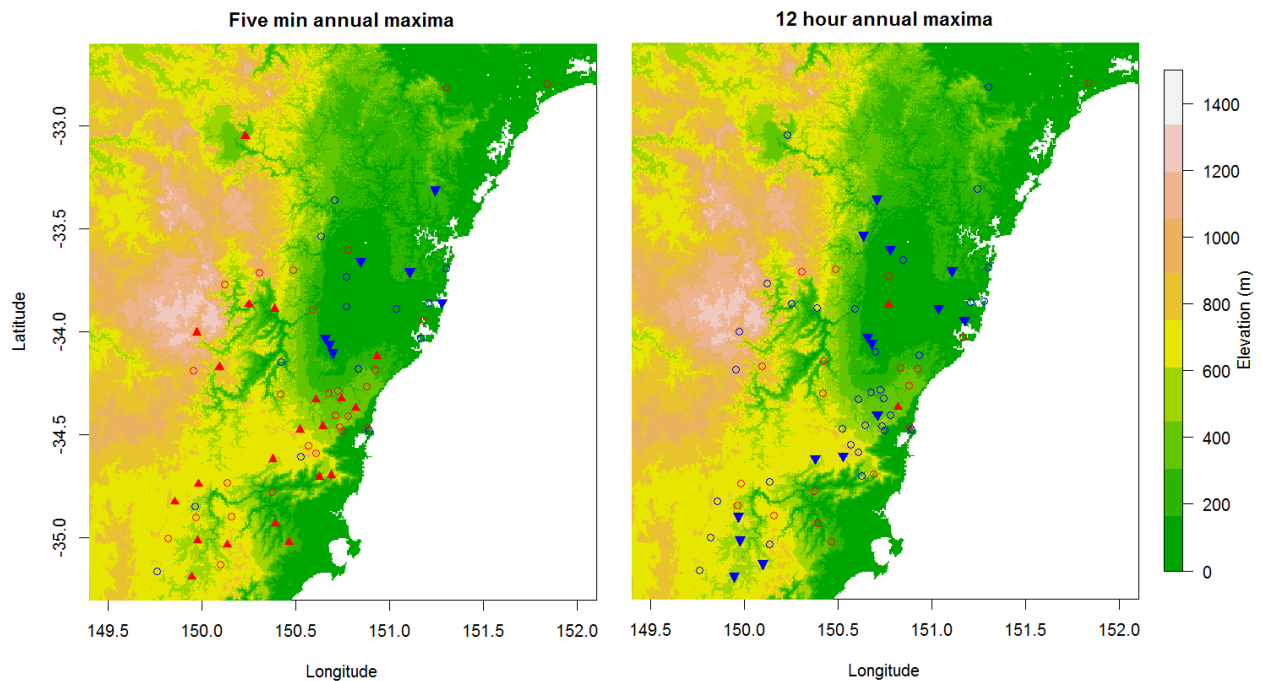 Five min annual maxima
12 hour annual maxima
Latitude
-33.0
-33.5
-34.0
-34.5
-35.0
149.5 150.0 150.5 151.0 151.5 152.0
Longitude
149.5 150.0 150.5 151.0 151.5 152.0
Longitude
1400
1200
1000
800
600
400
200
0
Elevation (m)